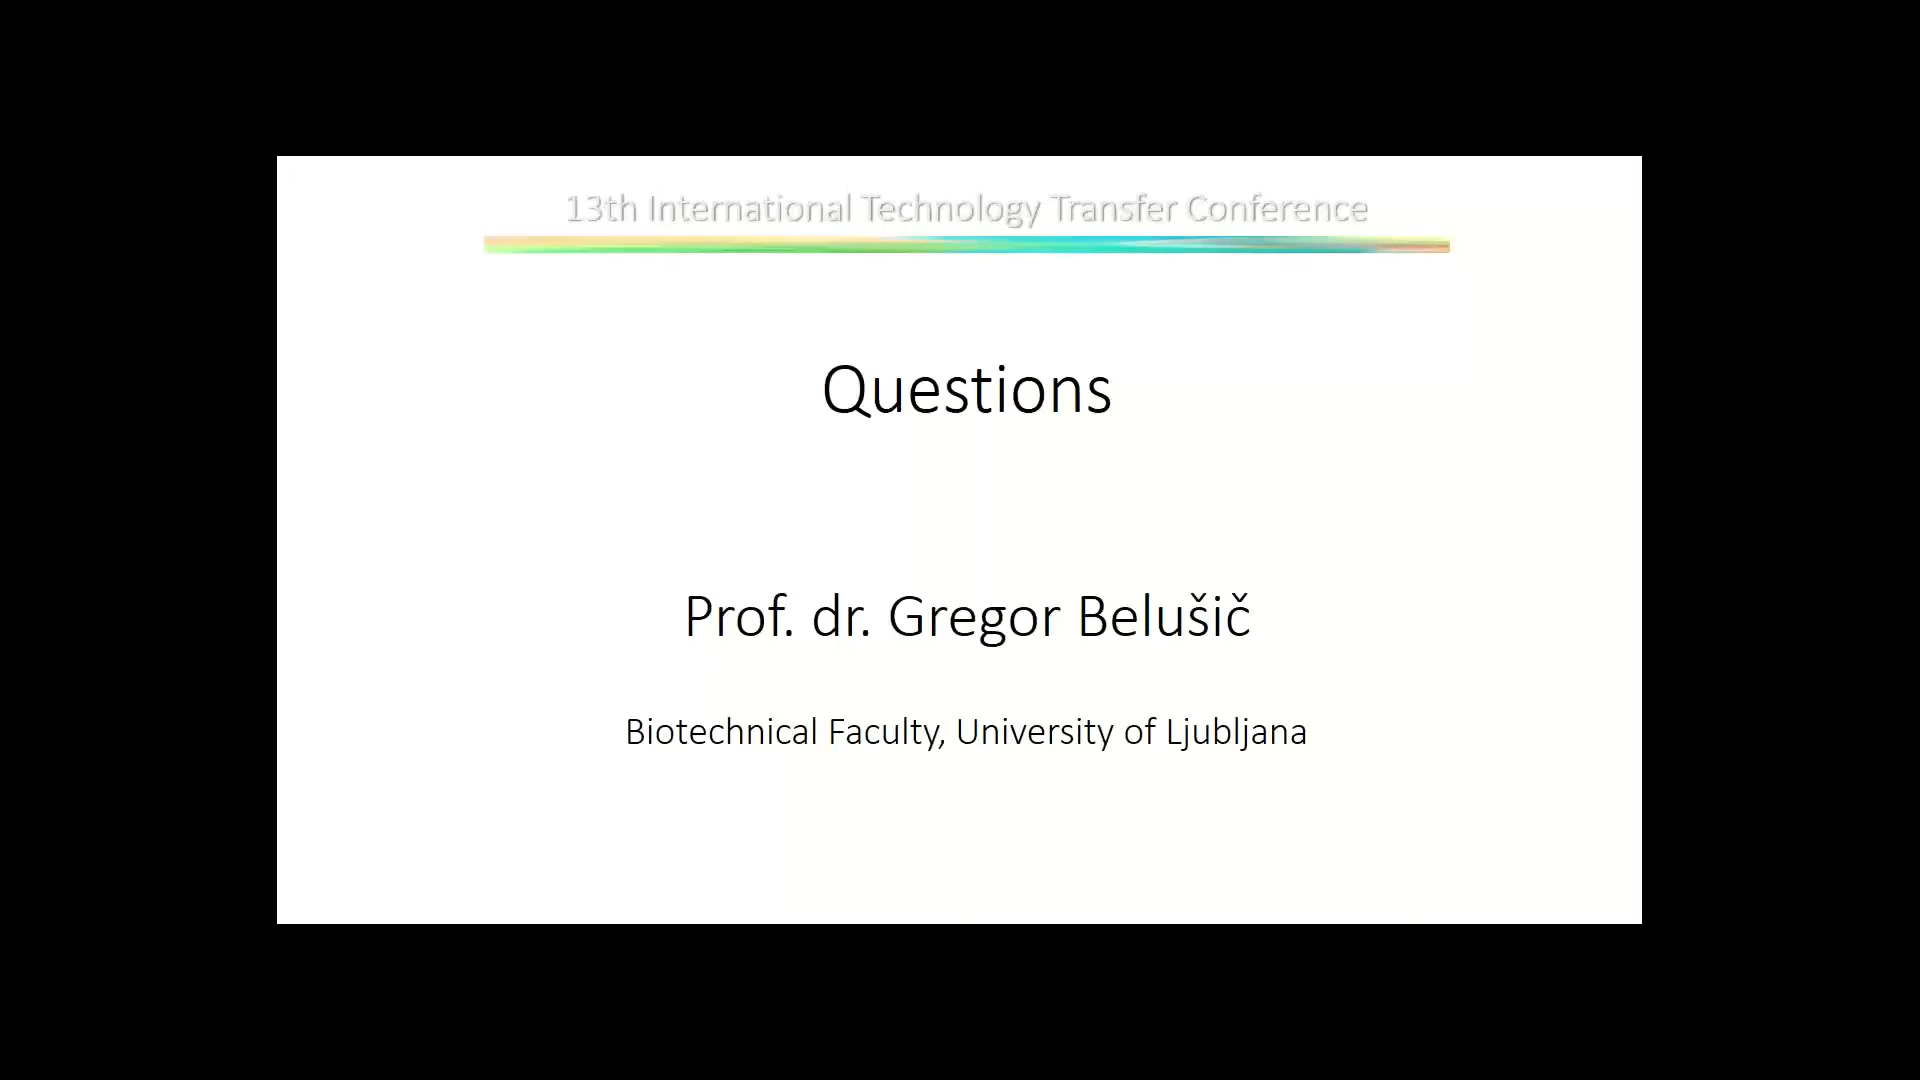 13th International Technology Transfer Conference
Questions
Prof. dr. Gregor Belušič
Biotechnical Faculty, University of Ljubljana